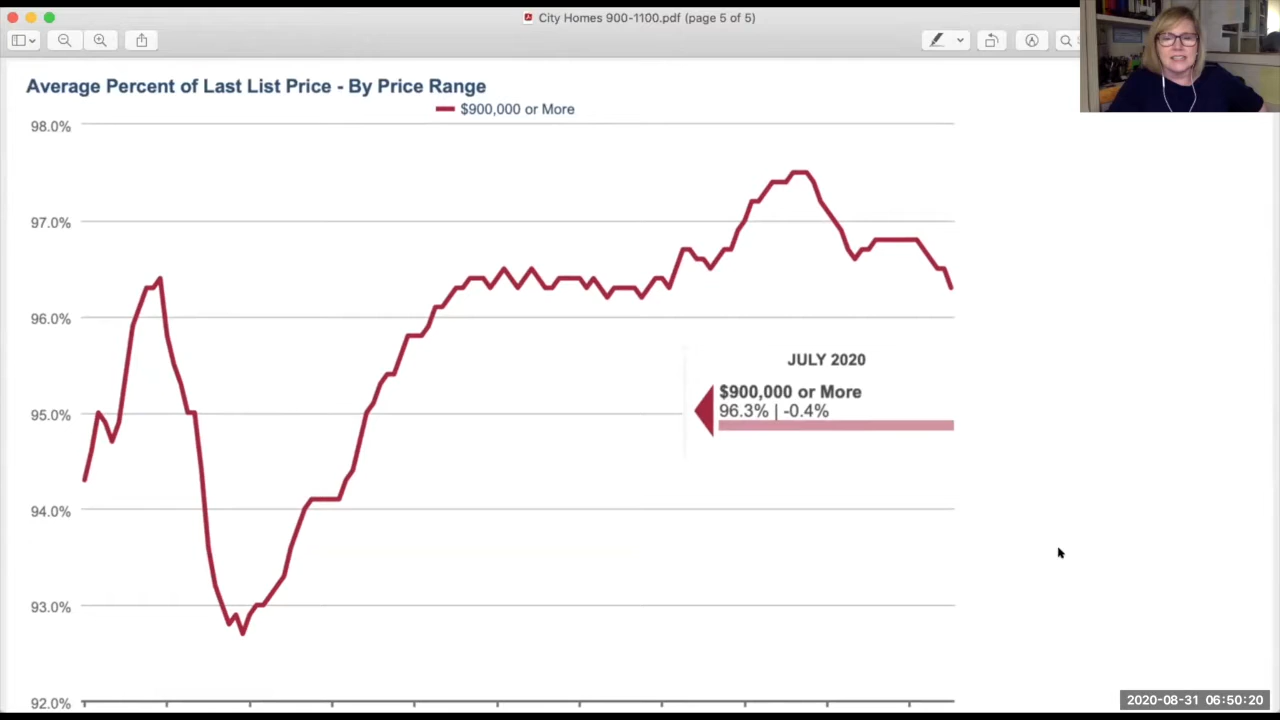 City Homes 900-1100.pdf (page 5 of 5)
Average Percent of Last List Price - By Price Range
$900,000 or More
98.0%
97.0%
96.0%
95.0%
94.0%
93.0%
92.0%
JULY 2020
$900,000 or More
96.3% | -0.4%
2020-08-31 06:50:20